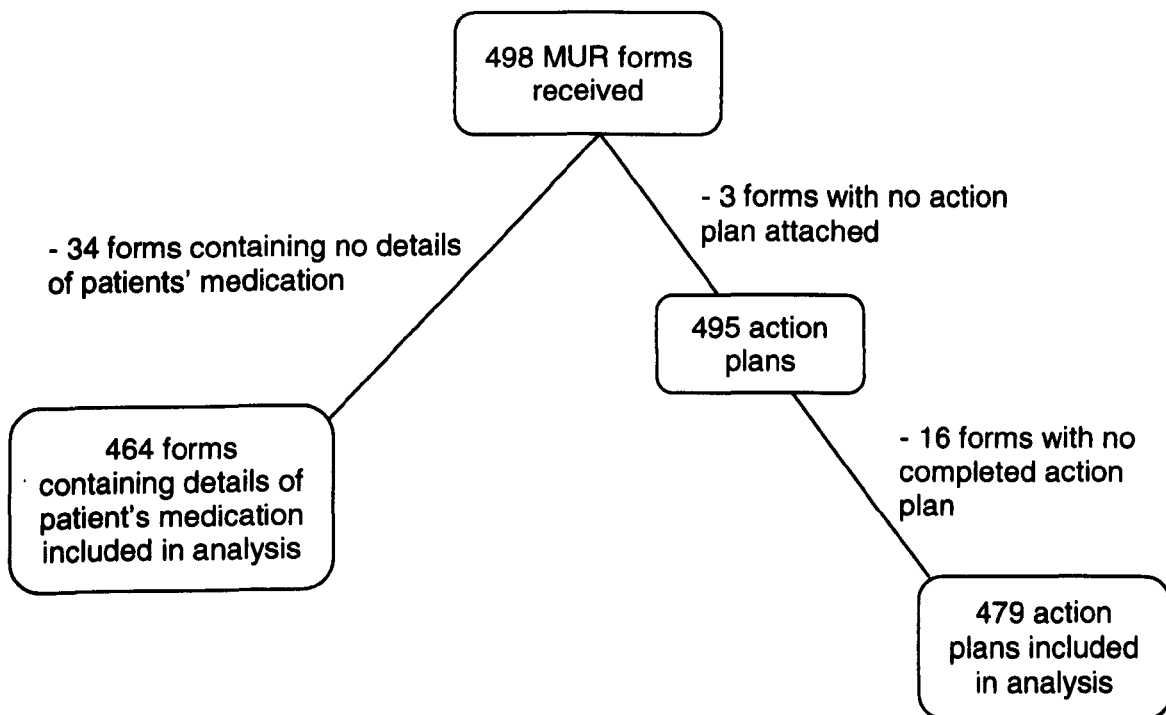 498 MUR forms
received
- 3 forms with no action
plan attached
- 34 forms containing no details
of patients' medication
495 action
plans
464 forms
containing details of
patient's medication
included in analysis
- 16 forms with no
completed action
plan
479 action
plans included
in analysis